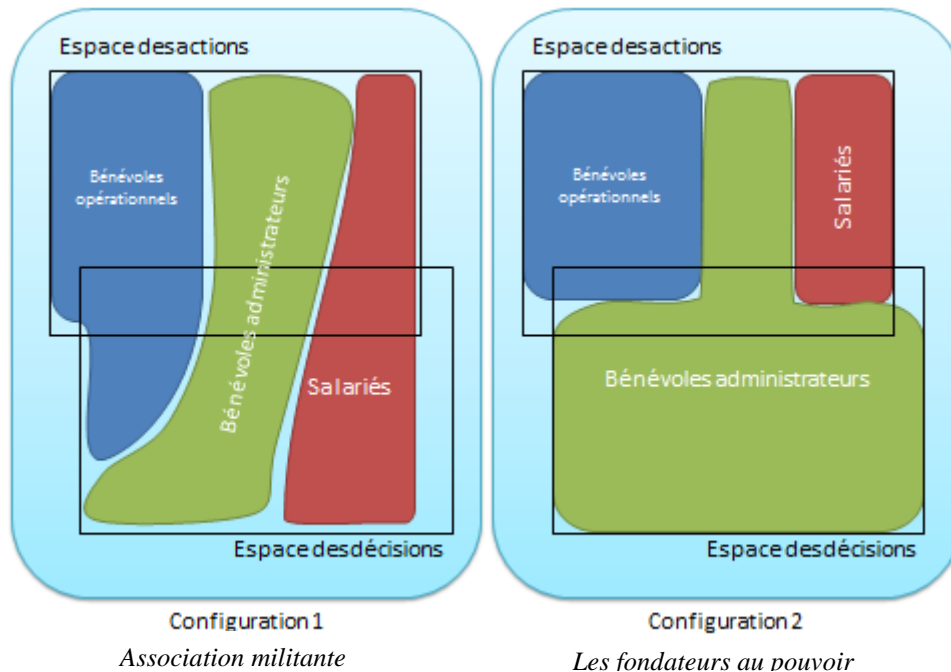 Espace desactions
Bénévoles
opérationnels
Bénévoles administrateurs
Salariés
Espace desdécisions
Configuration 1
Association militante
Espace desactions
Bénévoles
opérationnels
Salariés
Bénévoles administrateurs
Espace desdécisions
Configuration 2
Les fondateurs au pouvoir